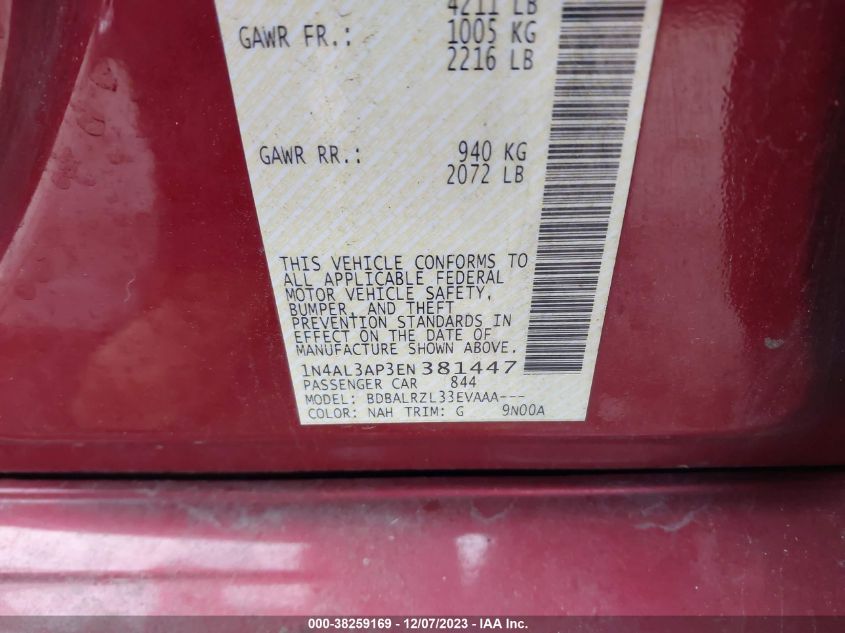 4211 LB
GAWR FR.: 1005 KG
2216 LB
GAWR RR.: 940 KG
2072 LB
THIS VEHICLE CONFORMS TO
ALL APPLICABLE FEDERAL
MOTOR VEHICLE SAFETY,
BUMPER, AND THEFT
PREVENTION STANDARDS IN
EFFECT ON THE DATE OF
MANUFACTURE SHOWN ABOVE.
1N4AL3AP3EN381447
PASSENGER CAR 844
MODEL: BDBALRZL33EVAAA---
COLOR: NAH TRIM: G 9N00A
000-38259169 - 12/07/2023 - IAA Inc.